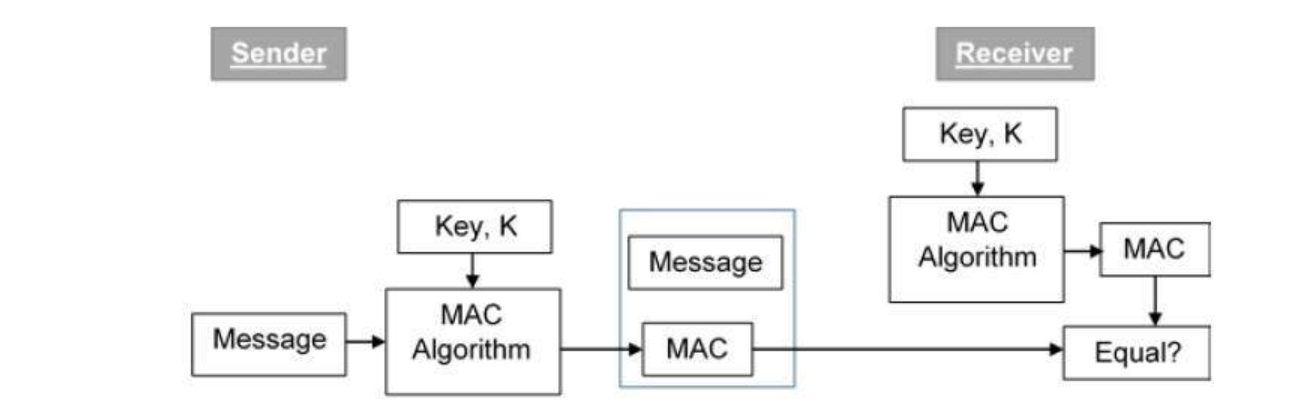 Sender
Receiver
Key, K
MAC
Algorithm
MAC
Key, K
Message
Message
MAC
Algorithm
MAC
Equal?